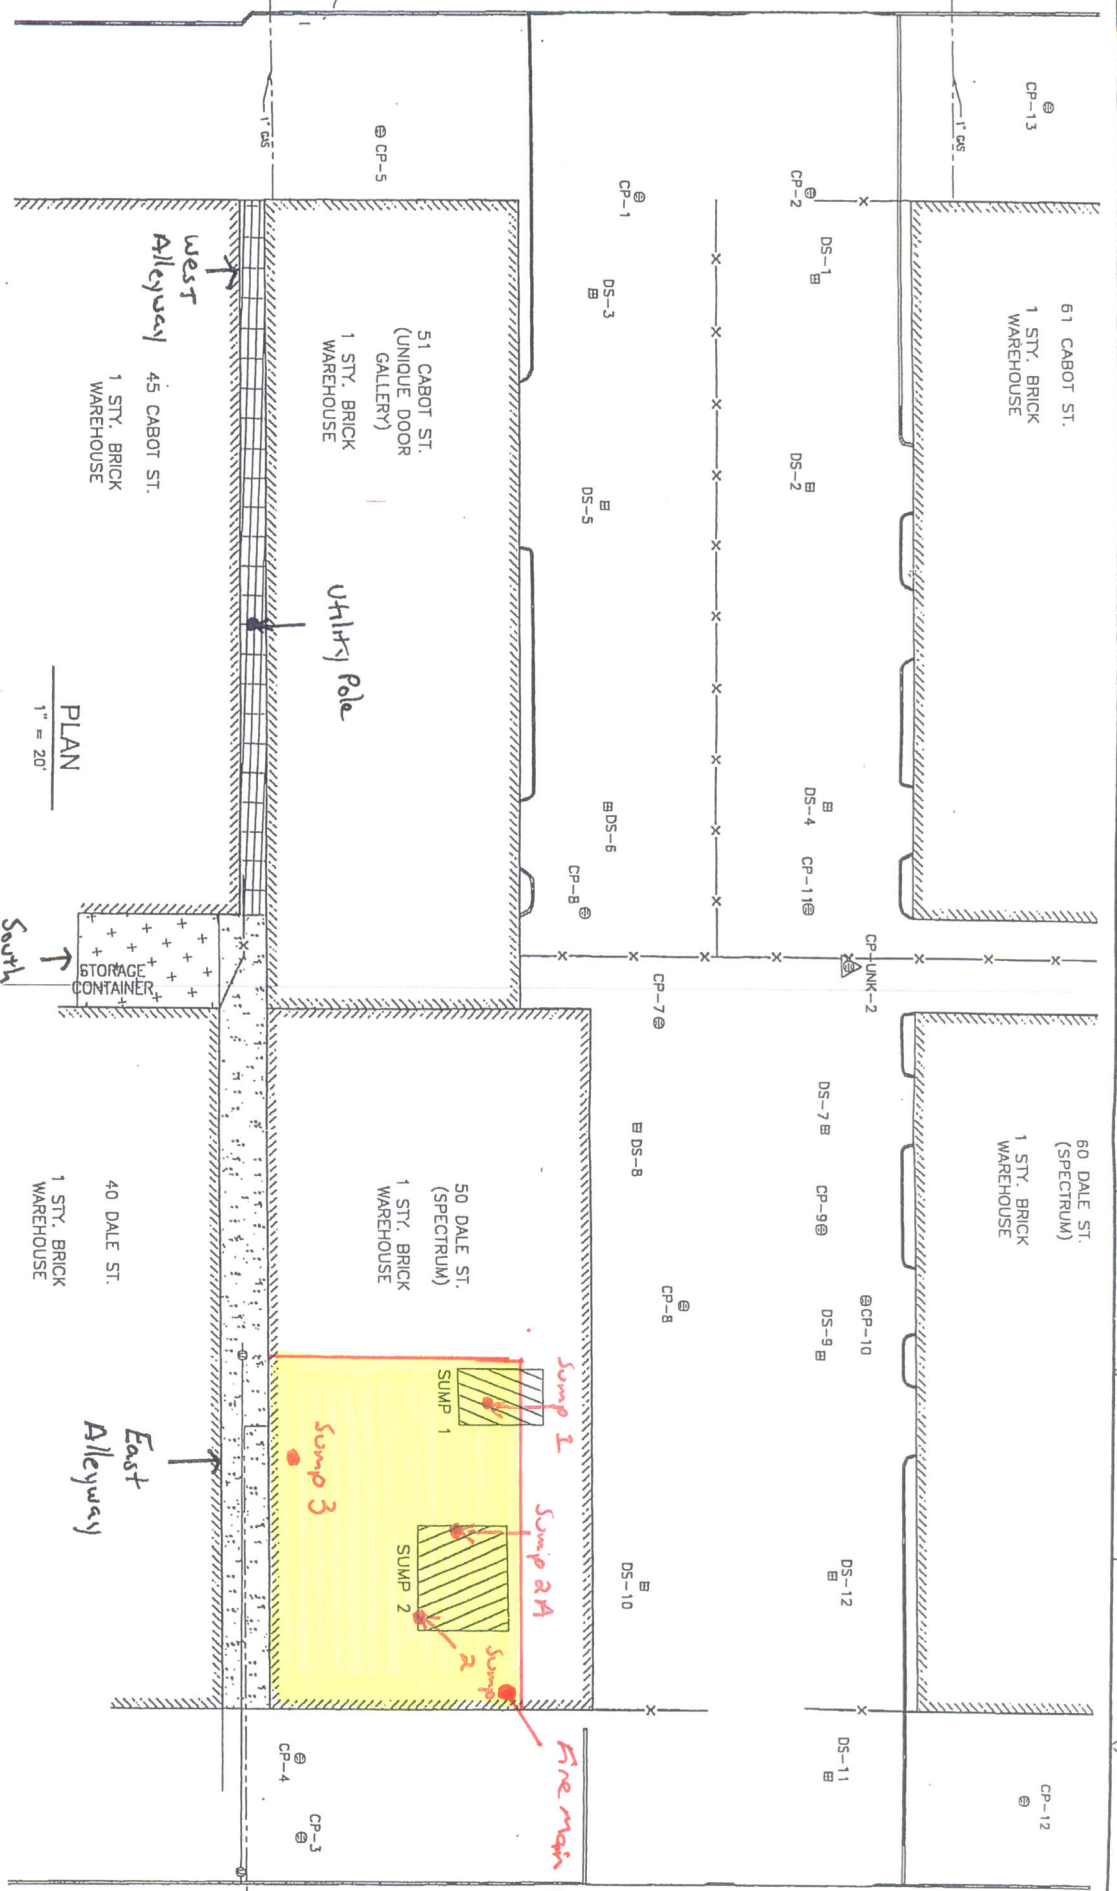 CP-13
1" GAS
CP-2
DS-1
61 CABOT ST.
1 STY. BRICK
WAREHOUSE
DS-2
DS-4
CP-11
CP-UNK-2
DS-7
CP-9
CP-10
DS-9
60 DALE ST.
(SPECTRUM)
1 STY. BRICK
WAREHOUSE
DS-12
DS-11
CP-12
CP-1
DS-3
DS-5
DS-6
CP-8
CP-7
DS-8
CP-8
DS-10
CP-5
1" GAS
51 CABOT ST.
(UNIQUE DOOR
GALLERY)
1 STY. BRICK
WAREHOUSE
Utility Pole
50 DALE ST.
(SPECTRUM)
1 STY. BRICK
WAREHOUSE
Sump 1
SUMP 1
Sump 2A
SUMP 2
2
Sump
Fire Main
Sump 3
CP-4
CP-3
West
Alleyway
45 CABOT ST.
1 STY. BRICK
WAREHOUSE
PLAN
1" = 20'
STORAGE
CONTAINER
South
40 DALE ST.
1 STY. BRICK
WAREHOUSE
East
Alleyway